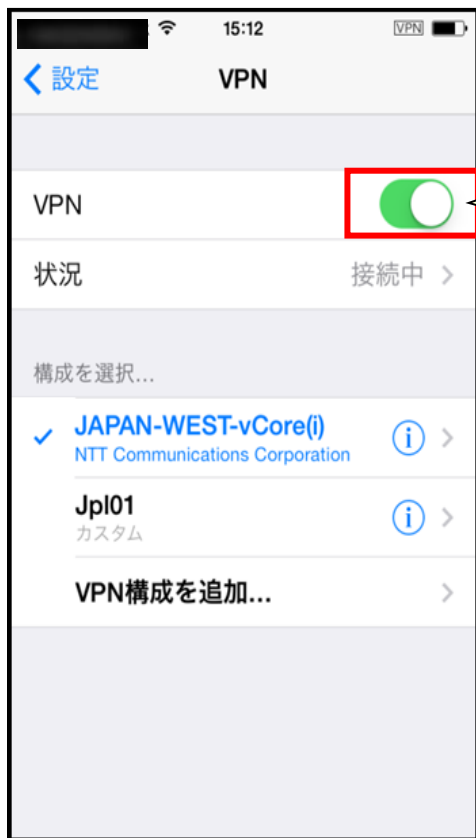 15:12
VPN
設定
VPN
VPN
状況
接続中
構成を選択...
JAPAN-WEST-vCore(i)
NTT Communications Corporation
Jpl01
カスタム
VPN構成を追加...